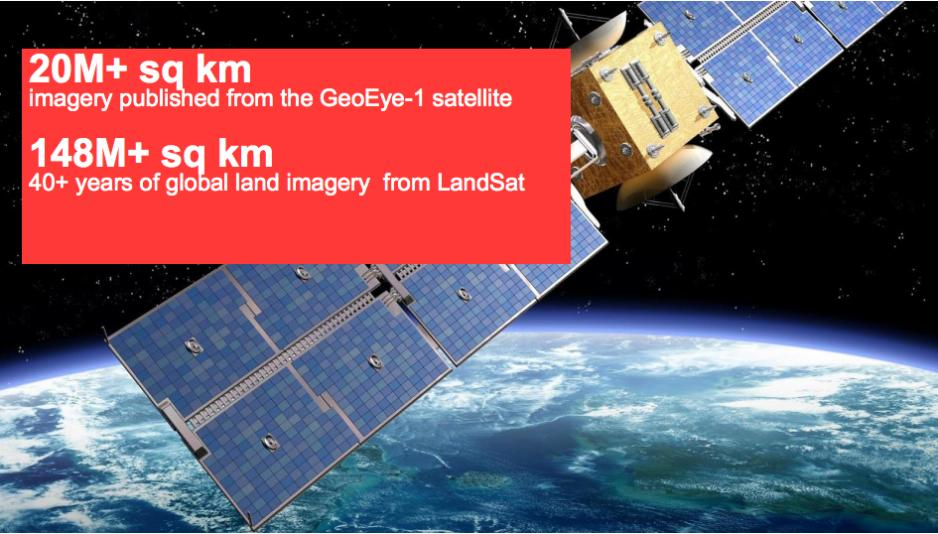 20M+ sq km
imagery published from the GeoEye-1 satellite
148M+ sq km
40+ years of global land imagery  from LandSat